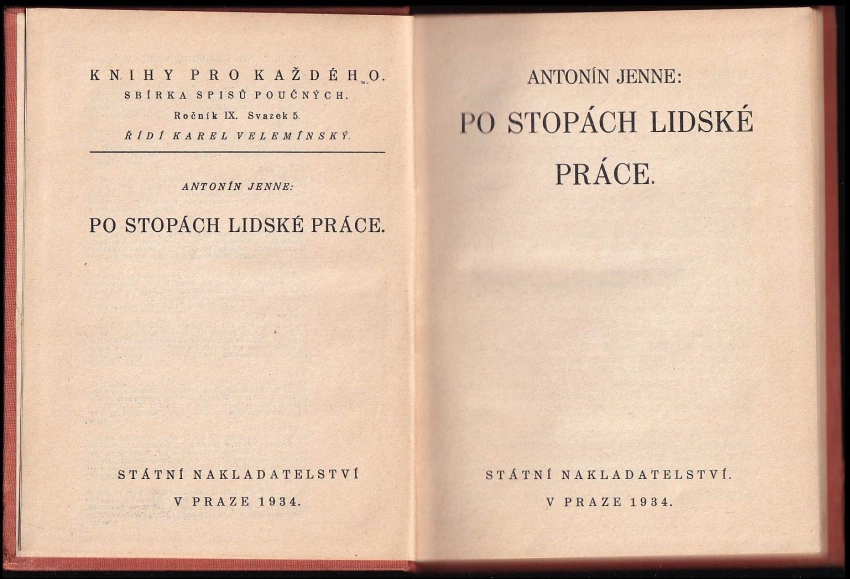 KNIHY PRO KAŽDÉHO.
SBÍRKA SPISŮ POUČNÝCH.
Ročník IX. Svazek 5.
ŘÍDÍ KAREL VELEMÍNSKÝ.
ANTONÍN JENNE:
PO STOPÁCH LIDSKÉ PRÁCE.
STÁTNÍ NAKLADATELSTVÍ
V PRAZE 1934.
ANTONÍN JENNE:
PO STOPÁCH LIDSKÉ
PRÁCE.
STÁTNÍ NAKLADATELSTVÍ.
V PRAZE 1934.